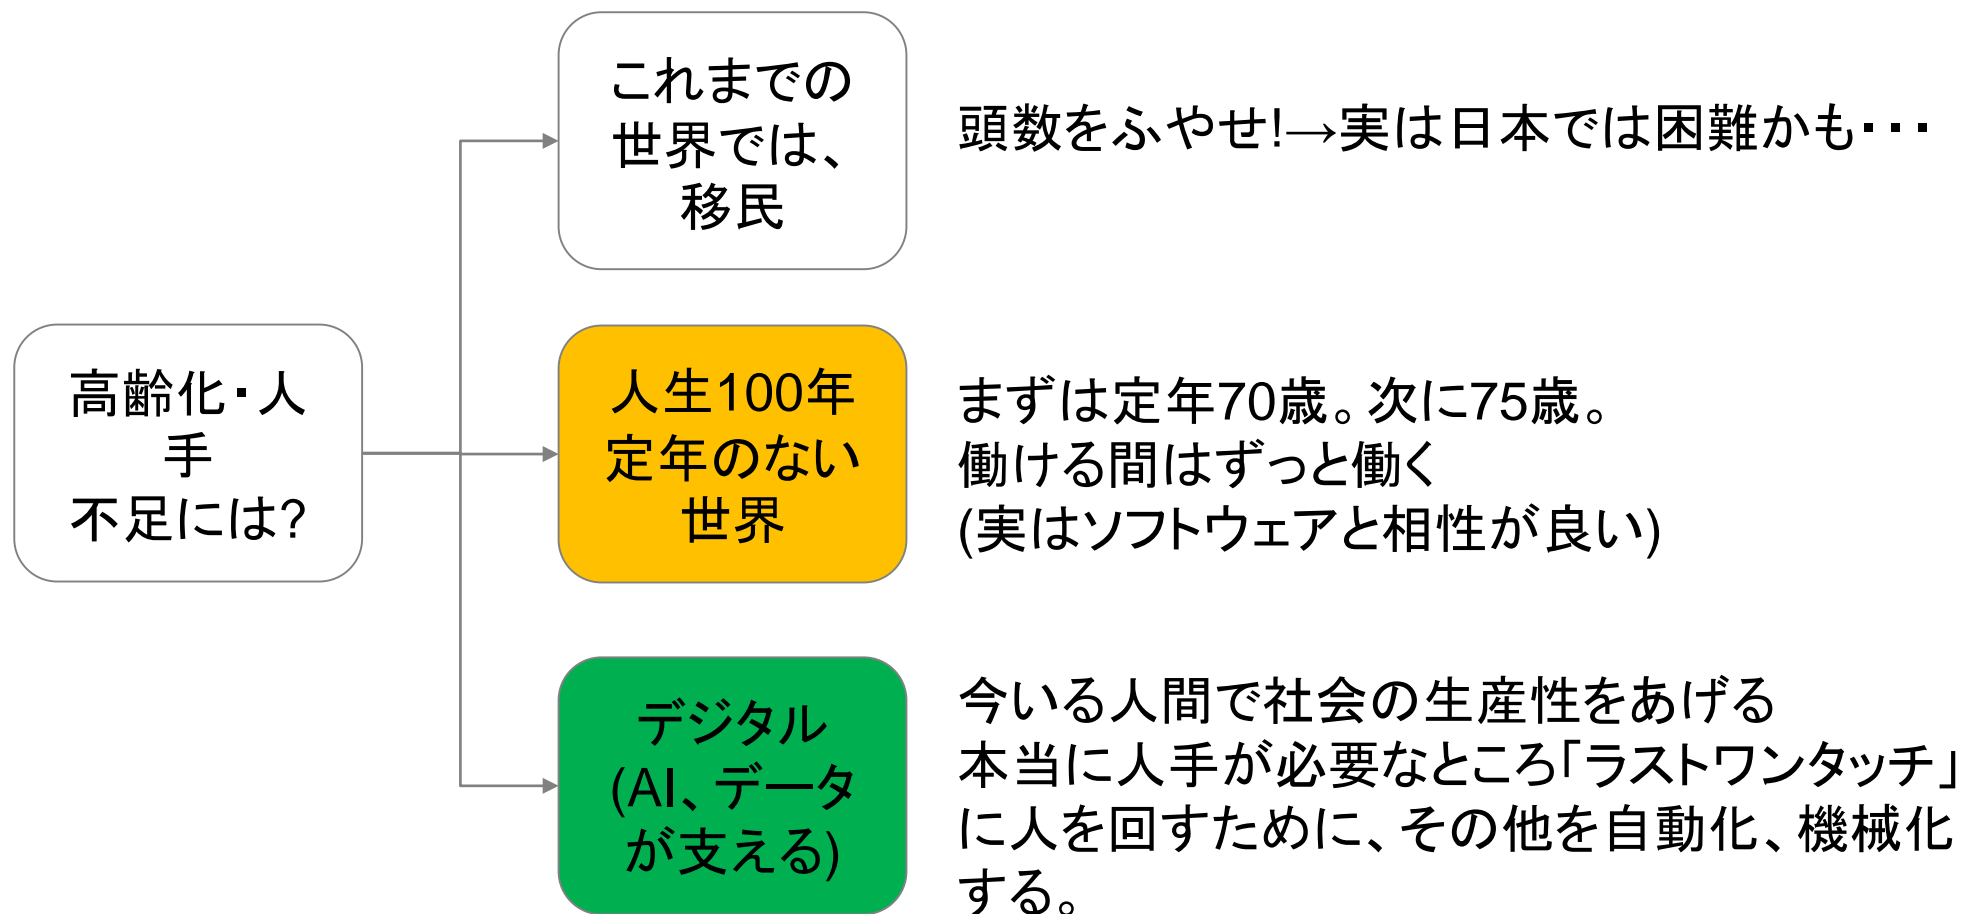 これまでの
世界では、
移民
頭数をふやせ!→実は日本では困難かも・・・
高齢化・人
手
不足には?
人生100年
定年のない
世界
まずは定年70歳。次に75歳。
働ける間はずっと働く
(実はソフトウェアと相性が良い)
デジタル
(AI、データ
が支える)
今いる人間で社会の生産性をあげる
本当に人手が必要なところ「ラストワンタッチ」
に人を回すために、その他を自動化、機械化
する。